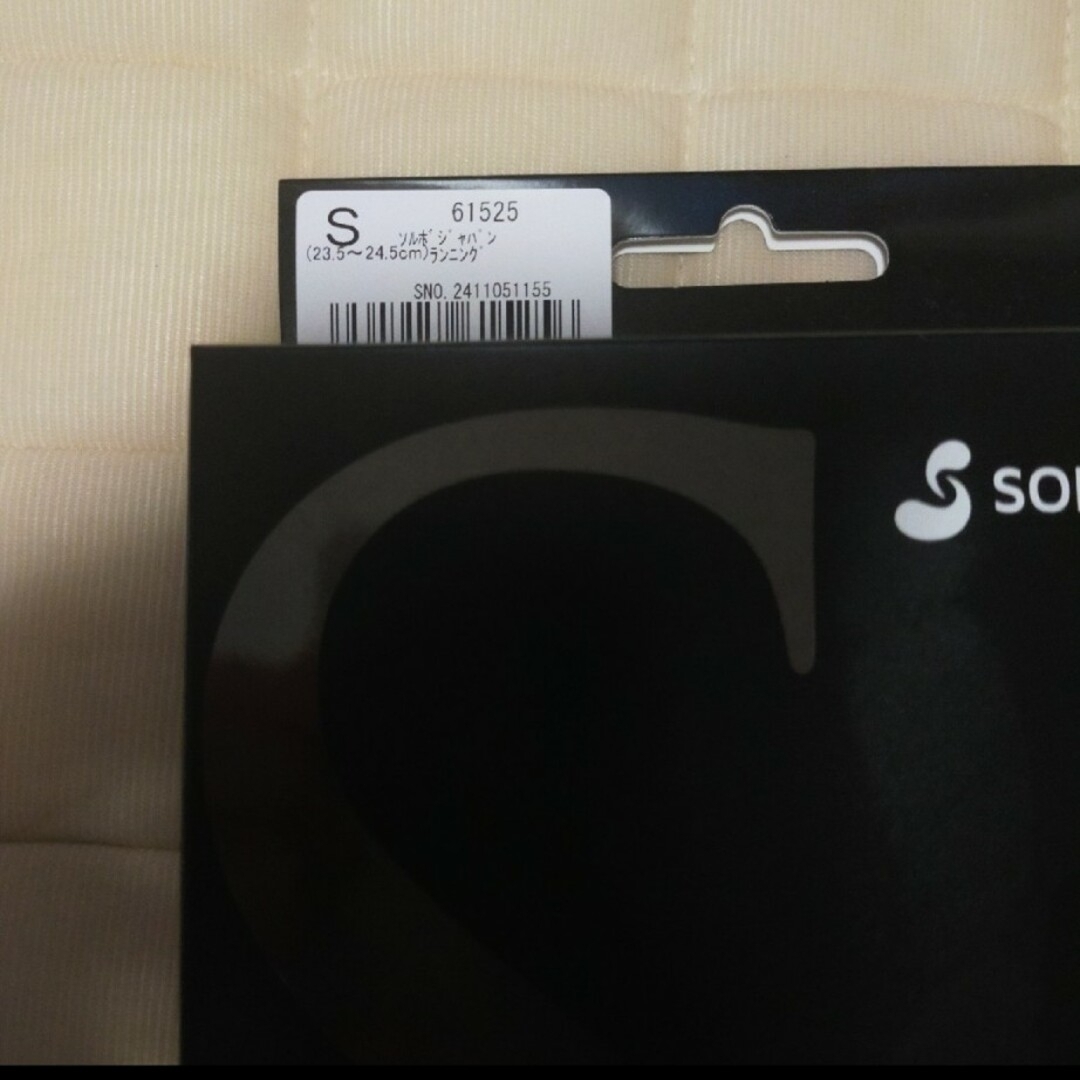 S 61525
ｿﾙﾎﾞｼﾞｬﾊﾟﾝ
(23.5～24.5cm)ﾗﾝﾆﾝｸﾞ
SNO. 2411051155